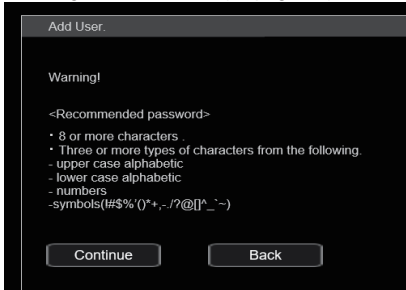 Add User.
Warning!
<Recommended password>
・8 or more characters .
・Three or more types of characters from the following.
- upper case alphabetic
- lower case alphabetic
- numbers
-symbols(!#$%'()*+,-./?@[]^_`~)
Continue
Back